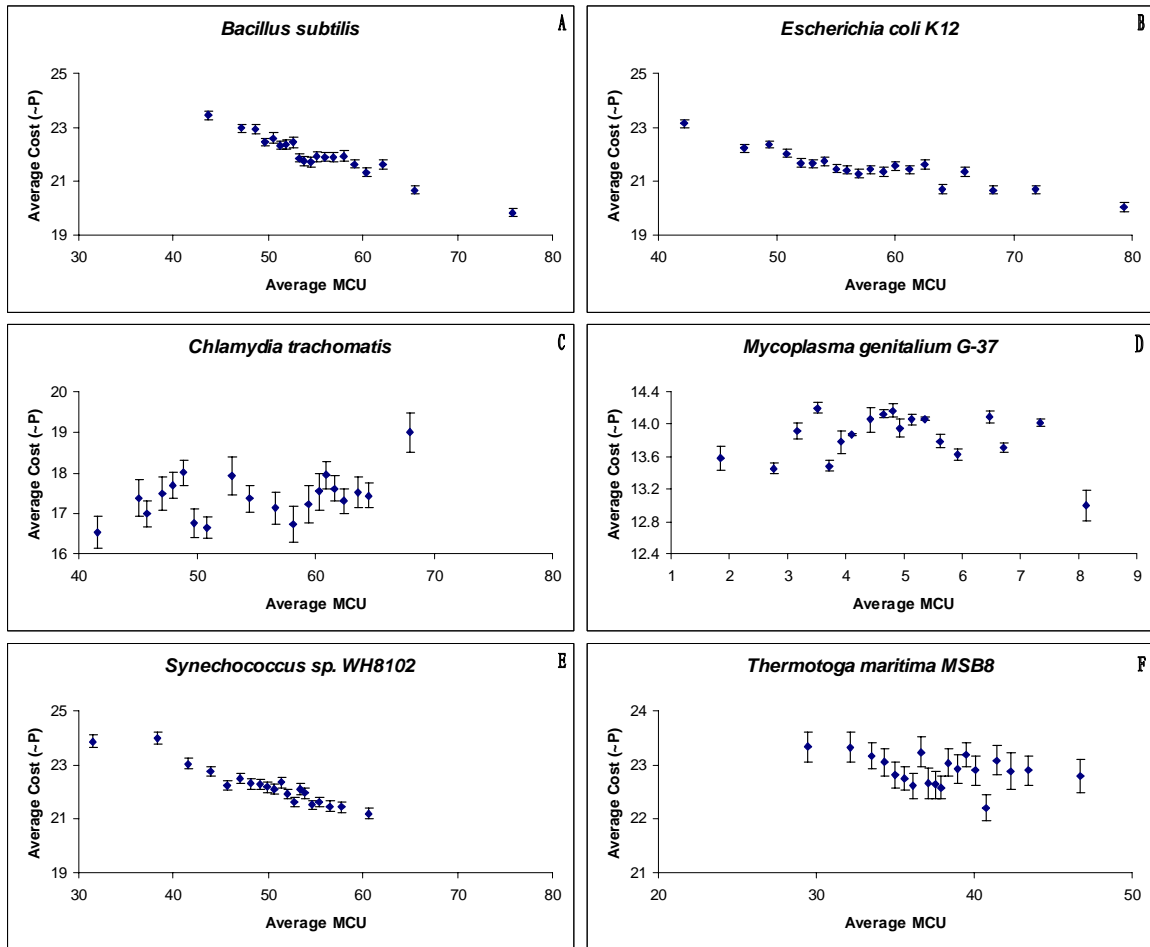 Bacillus subtilis A
25
23
21
19
Average Cost (~P)
30 40 50 60 70 80
Average MCU
Escherichia coli K12 B
25
23
21
19
Average Cost (~P)
40 50 60 70 80
Average MCU
Chlamydia trachomatis C
20
19
18
17
16
Average Cost (~P)
40 50 60 70 80
Average MCU
Mycoplasma genitalium G-37 D
14.4
14.0
13.6
13.2
12.8
12.4
Average Cost (~P)
1 2 3 4 5 6 7 8 9
Average MCU
Synechococcus sp. WH8102 E
25
23
21
19
Average Cost (~P)
30 40 50 60 70 80
Average MCU
Thermotoga maritima MSB8 F
24
23
22
21
Average Cost (~P)
20 30 40 50
Average MCU